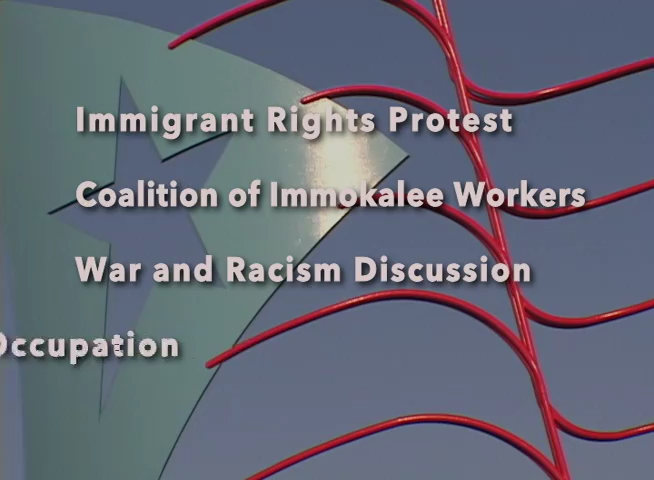 Immigrant Rights Protest
Coalition of Immokalee Workers
War and Racism Discussion
Occupation